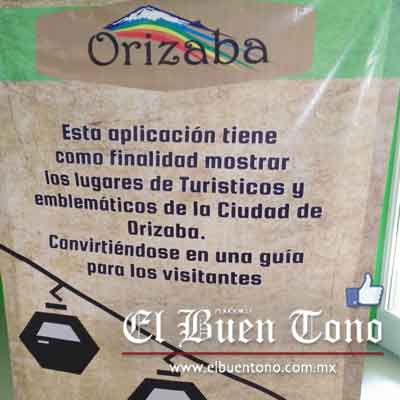 Orizaba
Esta aplicación tiene
como finalidad mostrar
los lugares de Turisticos y
emblemáticos de la Ciudad de
Orizaba.
Convirtiéndose en una guía
para los visitantes
El Buen Tono
www.elbuentono.com.mx